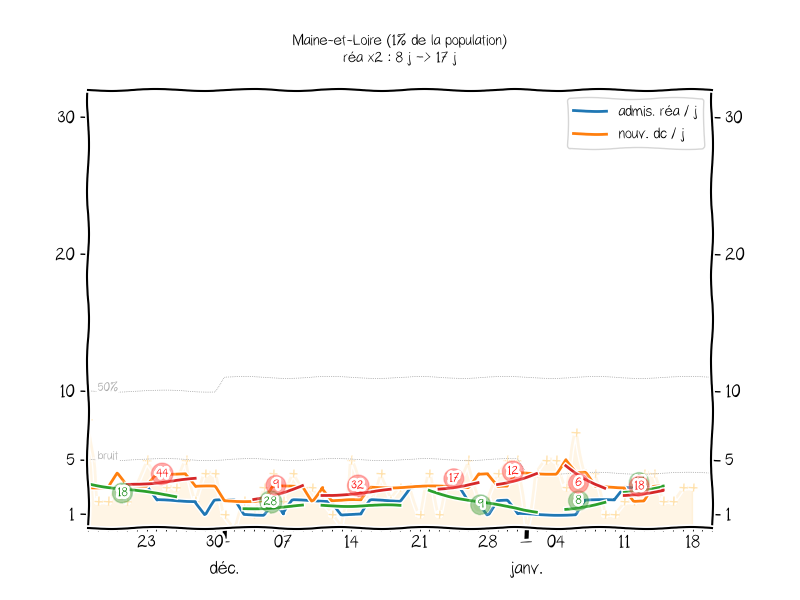 Maine-et-Loire (1% de la population)
réa x2 : 8 j -> 17 j
admis. réa / j
nouv. dc / j
30 30
20 20
10 10
50%
5 5
bruit
1 1
18 44 28 9 32 17 9 12 6 8 18
23 30 07 14 21 28 04 11 18
déc. janv.